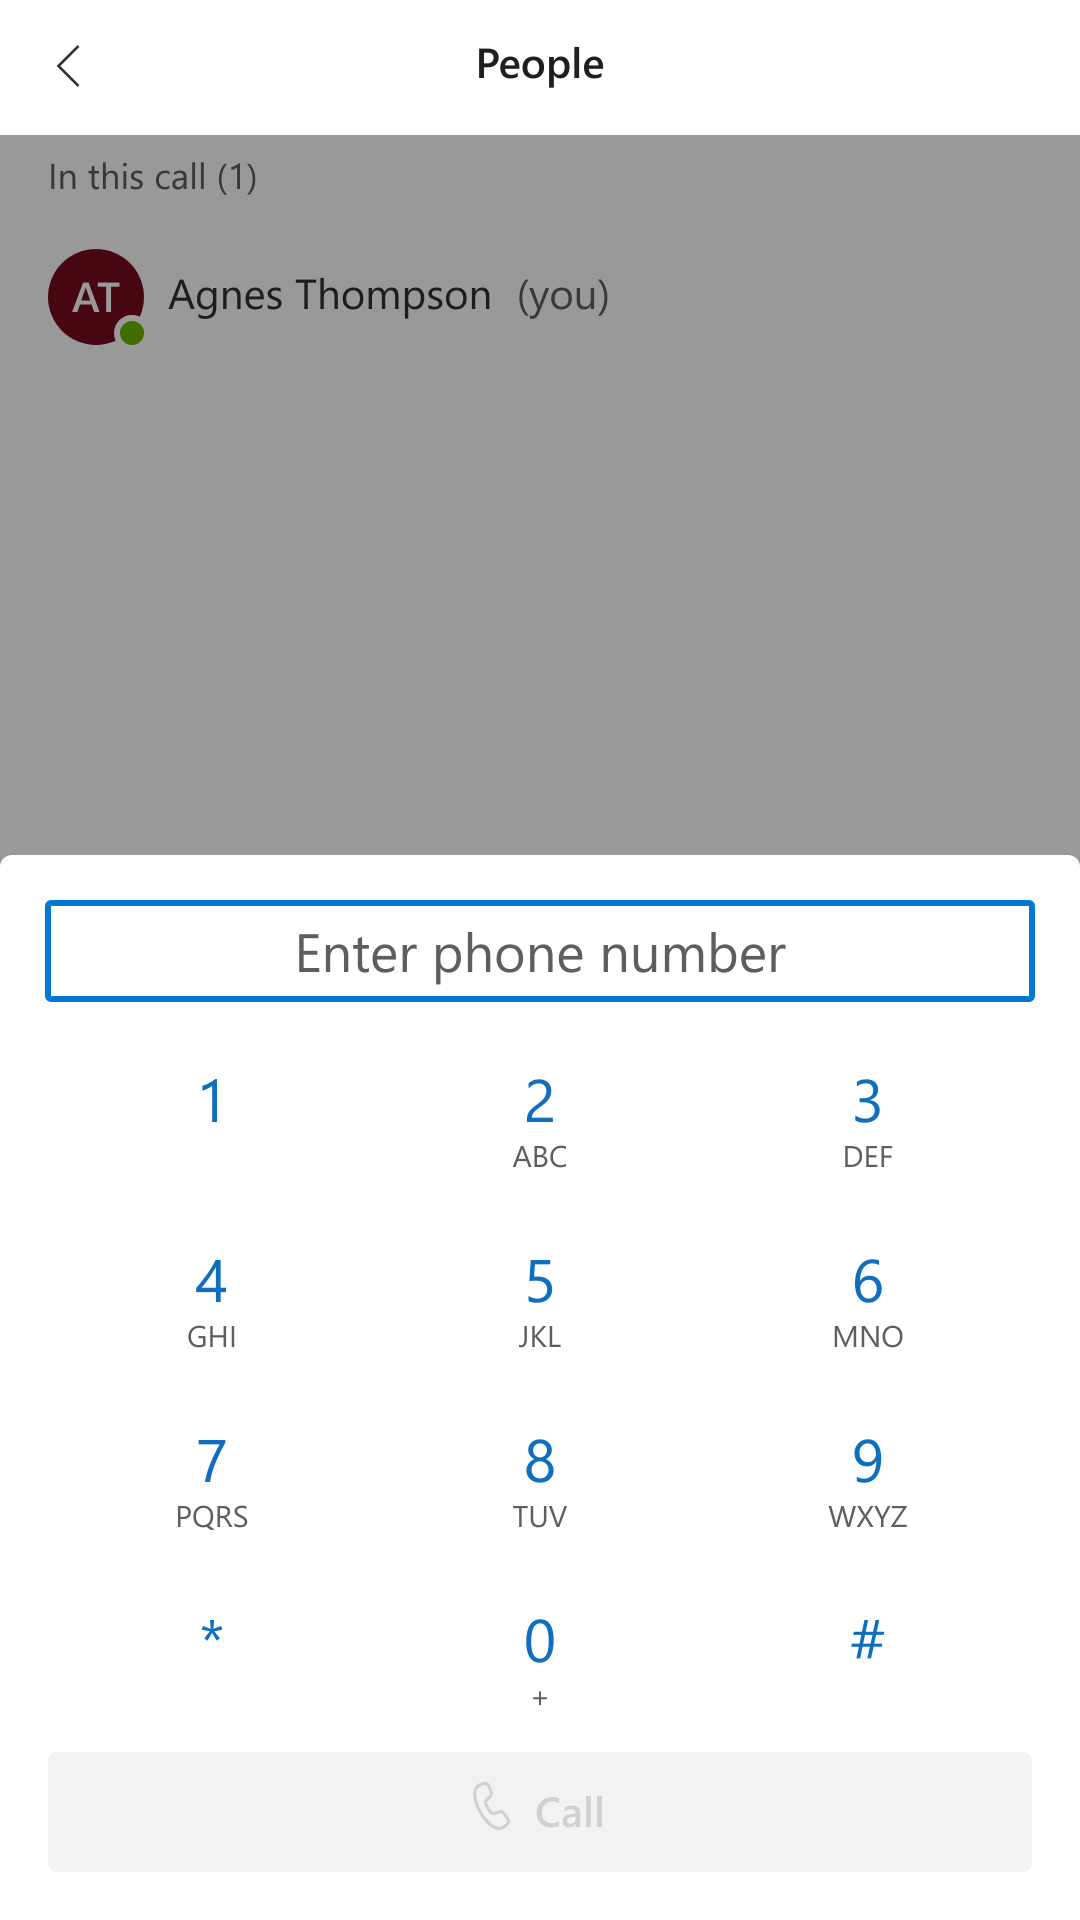 People
In this call (1)
AT Agnes Thompson (you)
Enter phone number
1 2 3
ABC DEF
4 5 6
GHI JKL MNO
7 8 9
PQRS TUV WXYZ
* 0 #
+
Call